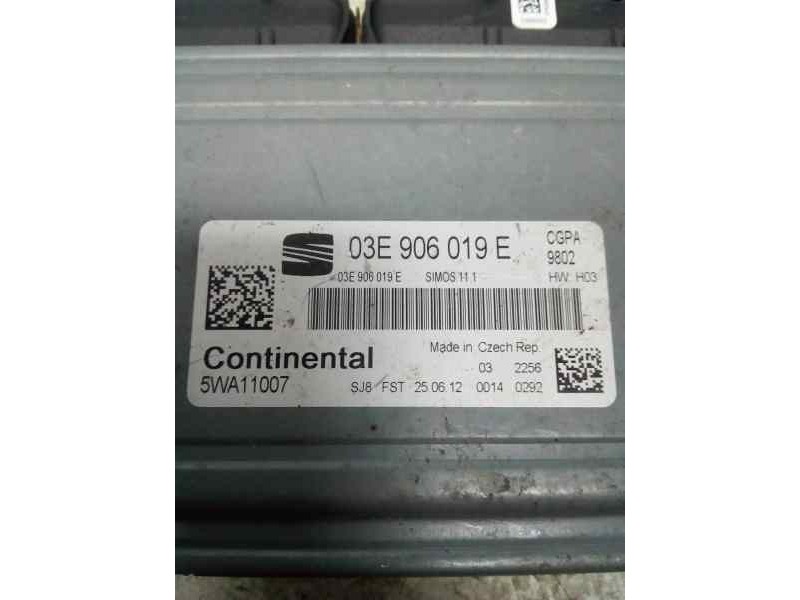 03E 906 019 E
CGPA
9802
03E 906 019 E SIMOS 11.1
HW: H03
Continental
Made in Czech Rep.
03 2256
5WA11007
SJ8 FST 25.06.12 0014 0292